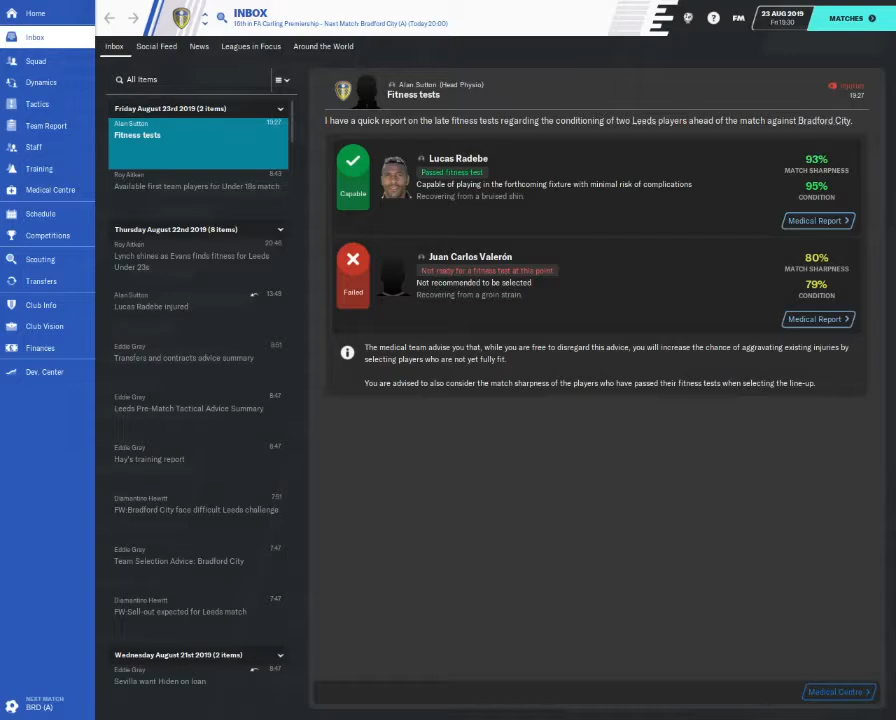 Home
Inbox
Squad
Dynamics
Tactics
Team Report
Staff
Training
Medical Centre
Schedule
Competitions
Scouting
Transfers
Club Info
Club Vision
Finances
Dev. Center
NEXT MATCH
BRD (A)
INBOX
16th in FA Carling Premiership - Next Match: Bradford City (A) (Today 20:00)
FM
23 AUG 2019
Fri 19:30
MATCHES
Inbox
Social Feed
News
Leagues in Focus
Around the World
All Items
Friday August 23rd 2019 (2 items)
Alan Sutton 19:27
Fitness tests
Roy Aitken 8:43
Available first team players for Under 18s match
Thursday August 22nd 2019 (8 items)
Roy Aitken 20:46
Lynch shines as Evans finds fitness for Leeds
Under 23s
Alan Sutton 13:49
Lucas Radebe injured
Eddie Gray 8:51
Transfers and contracts advice summary
Eddie Gray 8:47
Leeds Pre-Match Tactical Advice Summary
Eddie Gray 8:47
Hay's training report
Diamantino Hewitt 7:51
FW:Bradford City face difficult Leeds challenge
Eddie Gray 7:47
Team Selection Advice: Bradford City
Diamantino Hewitt 7:47
FW:Sell-out expected for Leeds match
Wednesday August 21st 2019 (2 items)
Eddie Gray 8:47
Sevilla want Hiden on loan
Alan Sutton (Head Physio)
Fitness tests
Injuries
19:27
I have a quick report on the late fitness tests regarding the conditioning of two Leeds players ahead of the match against Bradford City.
Capable
Lucas Radebe
Passed fitness test
Capable of playing in the forthcoming fixture with minimal risk of complications
Recovering from a bruised shin.
93%
MATCH SHARPNESS
95%
CONDITION
Medical Report
Failed
Juan Carlos Valerón
Not ready for a fitness test at this point
Not recommended to be selected
Recovering from a groin strain.
80%
MATCH SHARPNESS
79%
CONDITION
Medical Report
The medical team advise you that, while you are free to disregard this advice, you will increase the chance of aggravating existing injuries by
selecting players who are not yet fully fit.
You are advised to also consider the match sharpness of the players who have passed their fitness tests when selecting the line-up.
Medical Centre